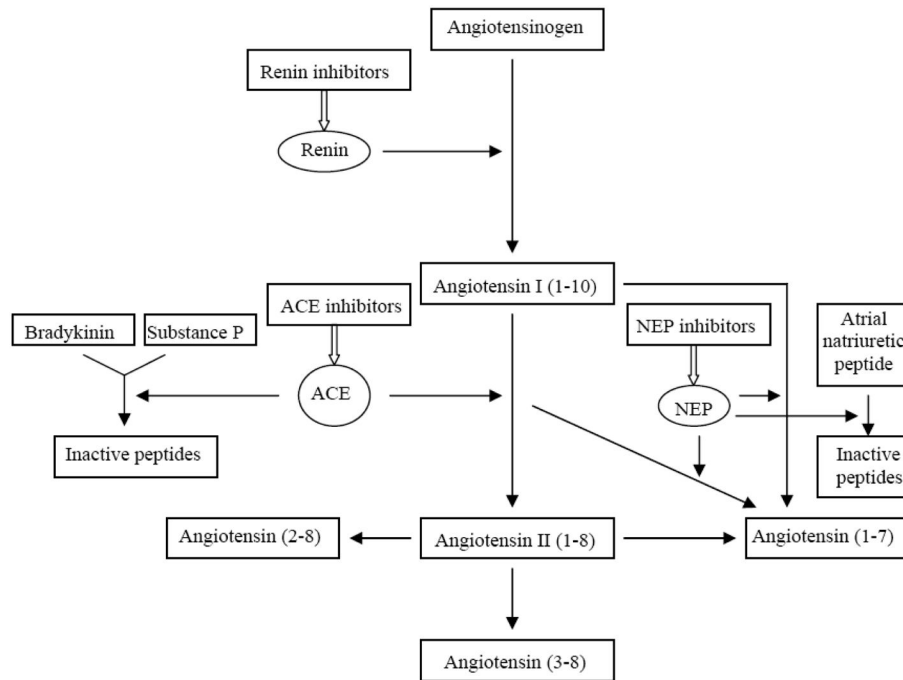 Angiotensinogen
Renin inhibitors
Renin
Angiotensin I (1-10)
ACE inhibitors
NEP inhibitors
Atrial
natriuretic
peptide
Bradykinin
Substance P
ACE
NEP
Inactive peptides
Inactive
peptides
Angiotensin (2-8)
Angiotensin II (1-8)
Angiotensin (1-7)
Angiotensin (3-8)